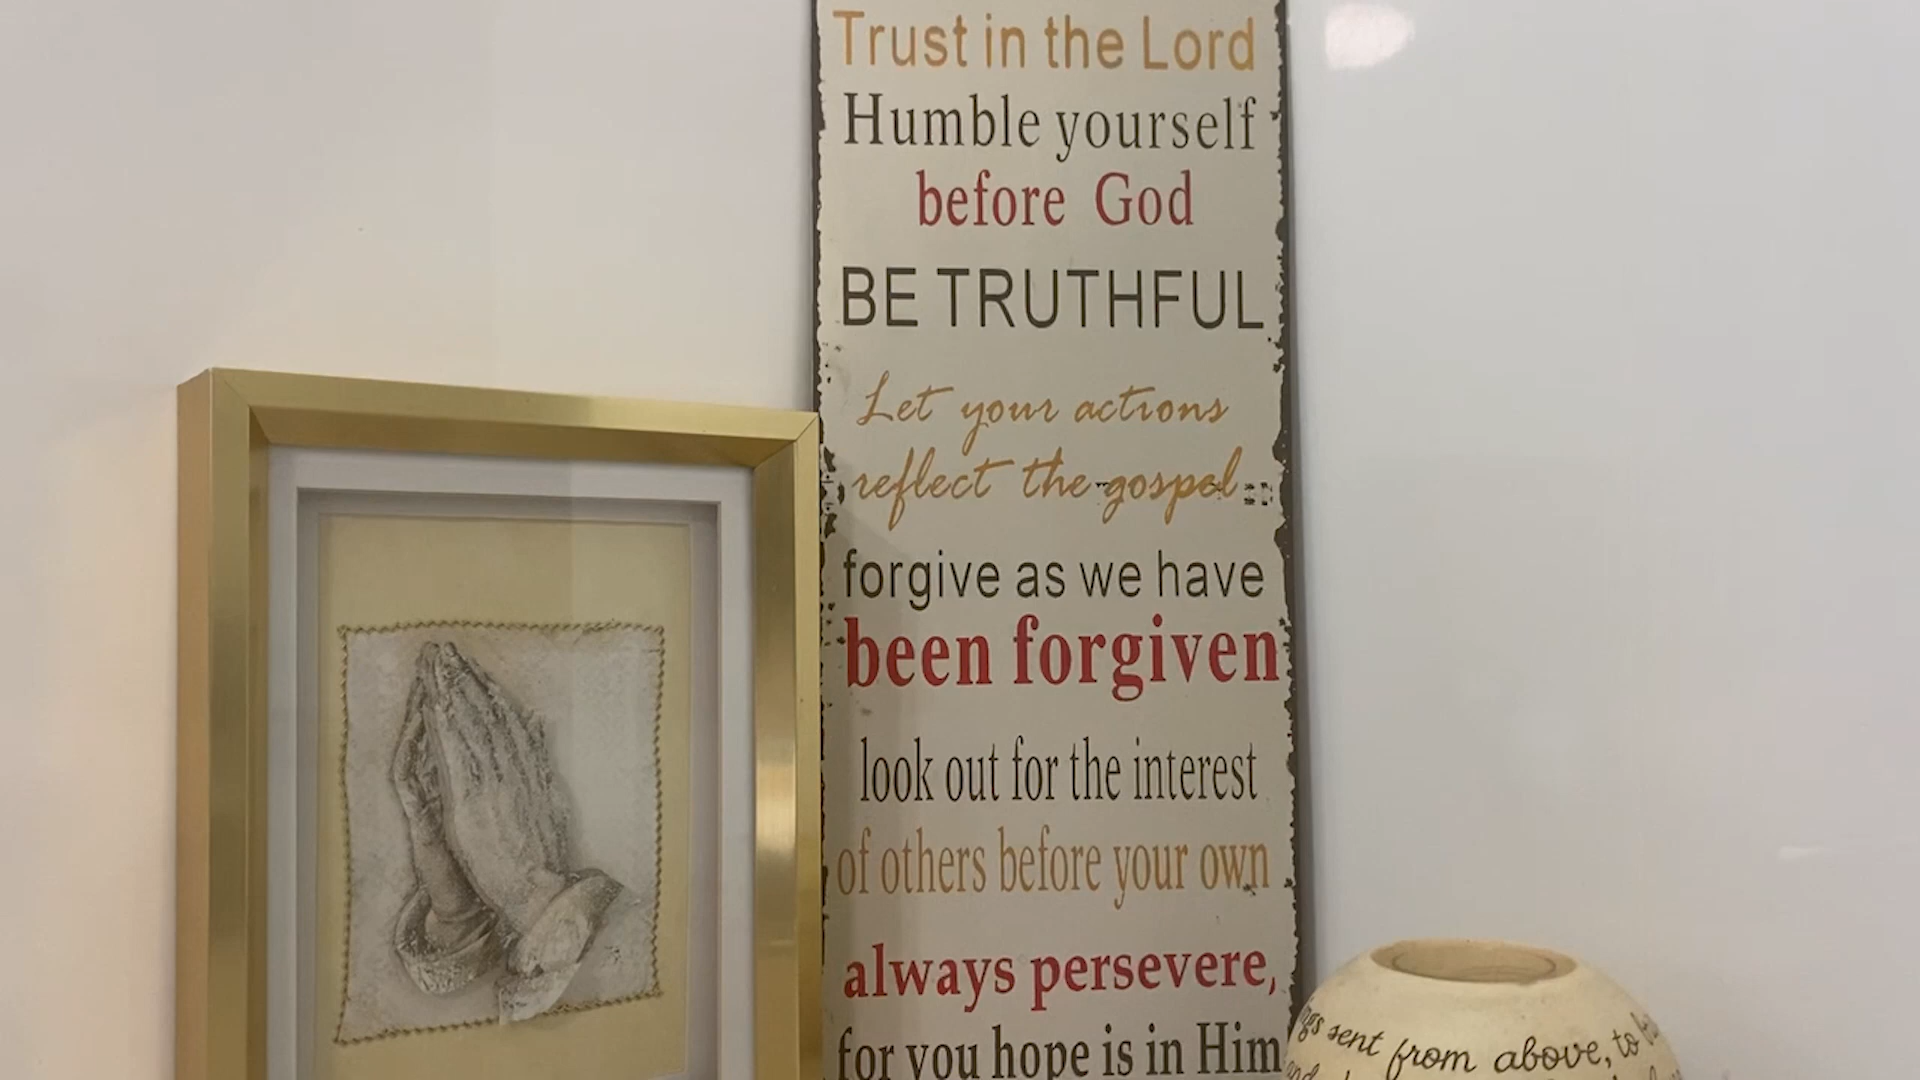 Trust in the Lord
Humble yourself
before God
BE TRUTHFUL
Let your actions
reflect the gospel
forgive as we have
been forgiven
look out for the interest
of others before your own
always persevere,
for you hope is in Him
sent from above, to